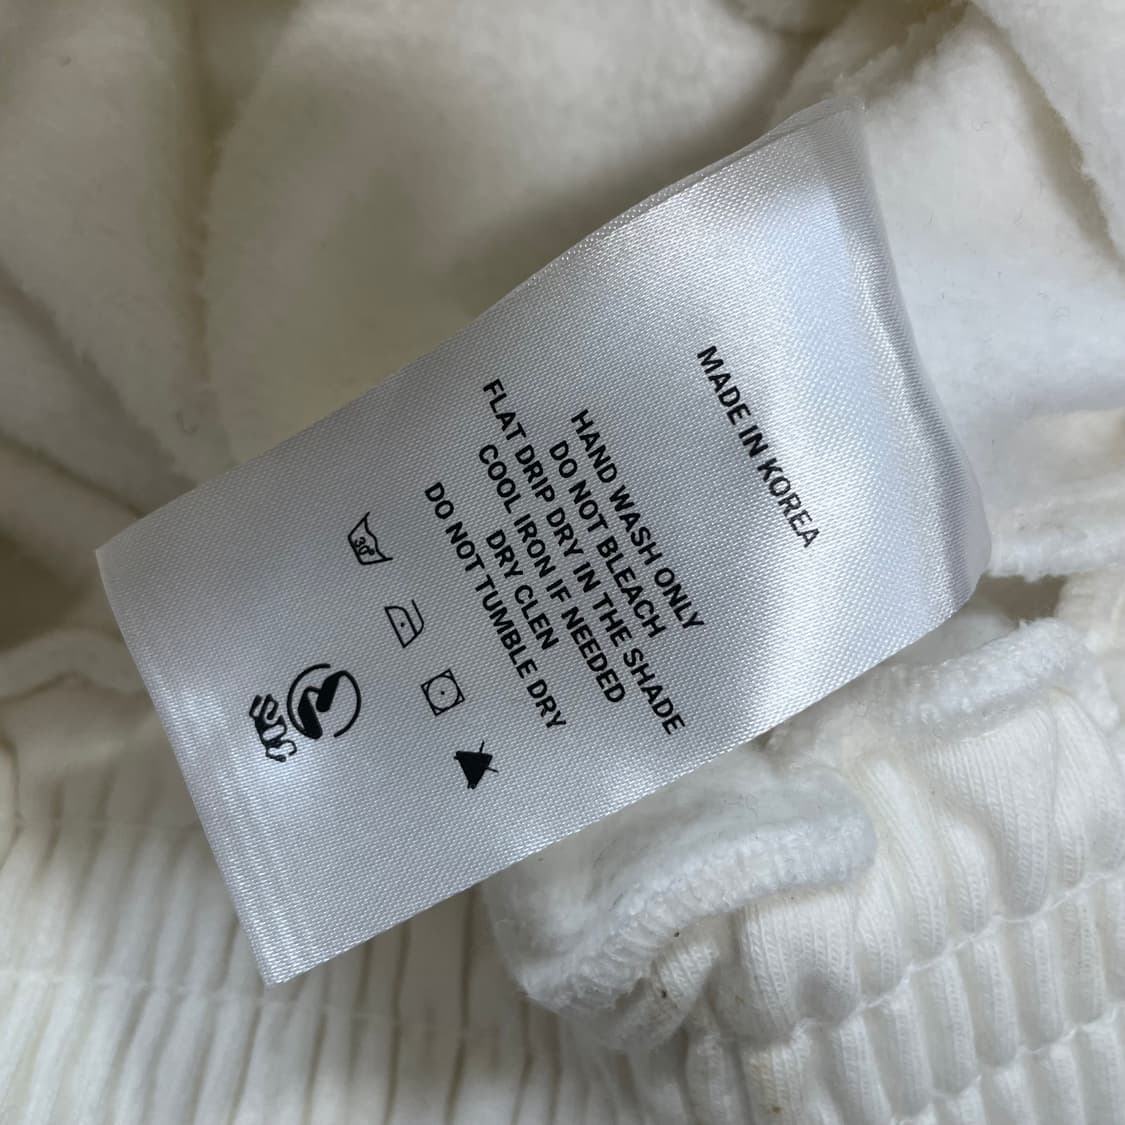 MADE IN KOREA
HAND WASH ONLY
DO NOT BLEACH
FLAT DRIP DRY IN THE SHADE
COOL IRON IF NEEDED
DRY CLEN
DO NOT TUMBLE DRY
30°